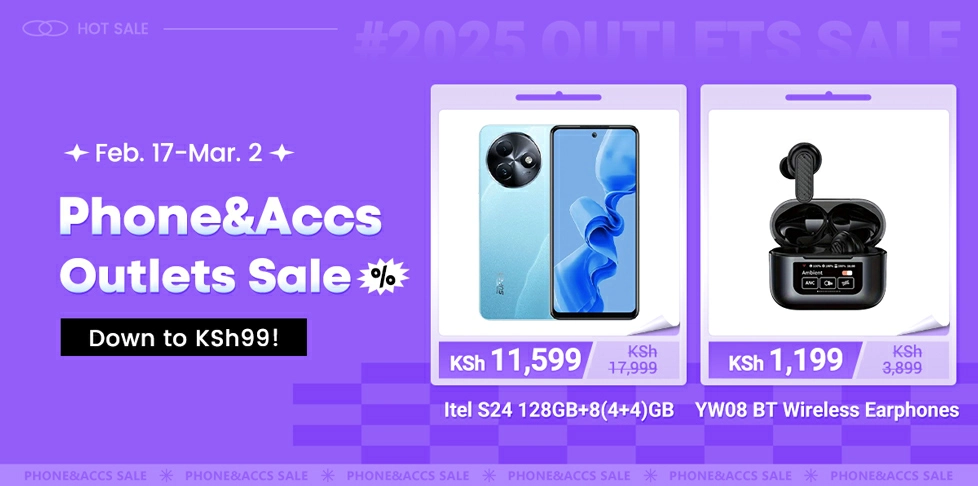 HOT SALE
#2025 OUTLETS SALE
Feb. 17-Mar. 2
Phone&Accs
Outlets Sale %
Down to KSh99!
KSh 11,599
KSh
17,999
Itel S24 128GB+8(4+4)GB
Ambient
ANC
KSh 1,199
KSh
3,899
YW08 BT Wireless Earphones
PHONE&ACCS SALE PHONE&ACCS SALE PHONE&ACCS SALE PHONE&ACCS SALE PHONE&ACCS SALE PHONE&ACCS SALE